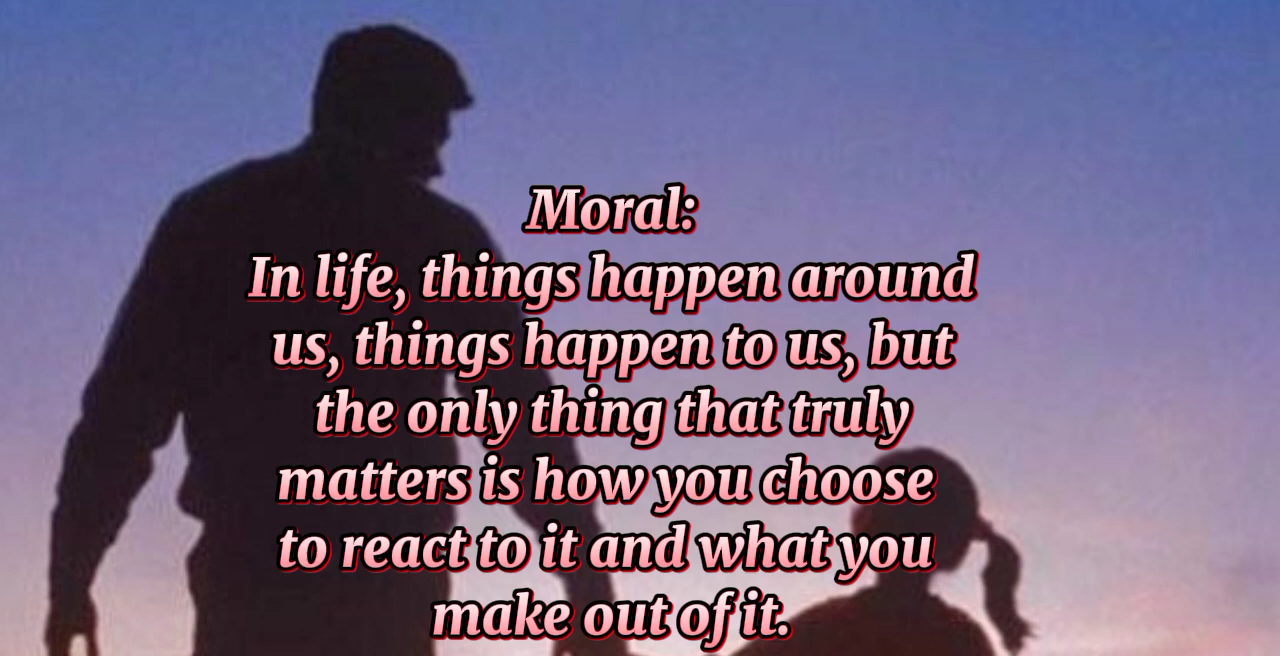 Moral:
In life, things happen around
us, things happen to us, but
the only thing that truly
matters is how you choose
to react to it and what you
make out of it.